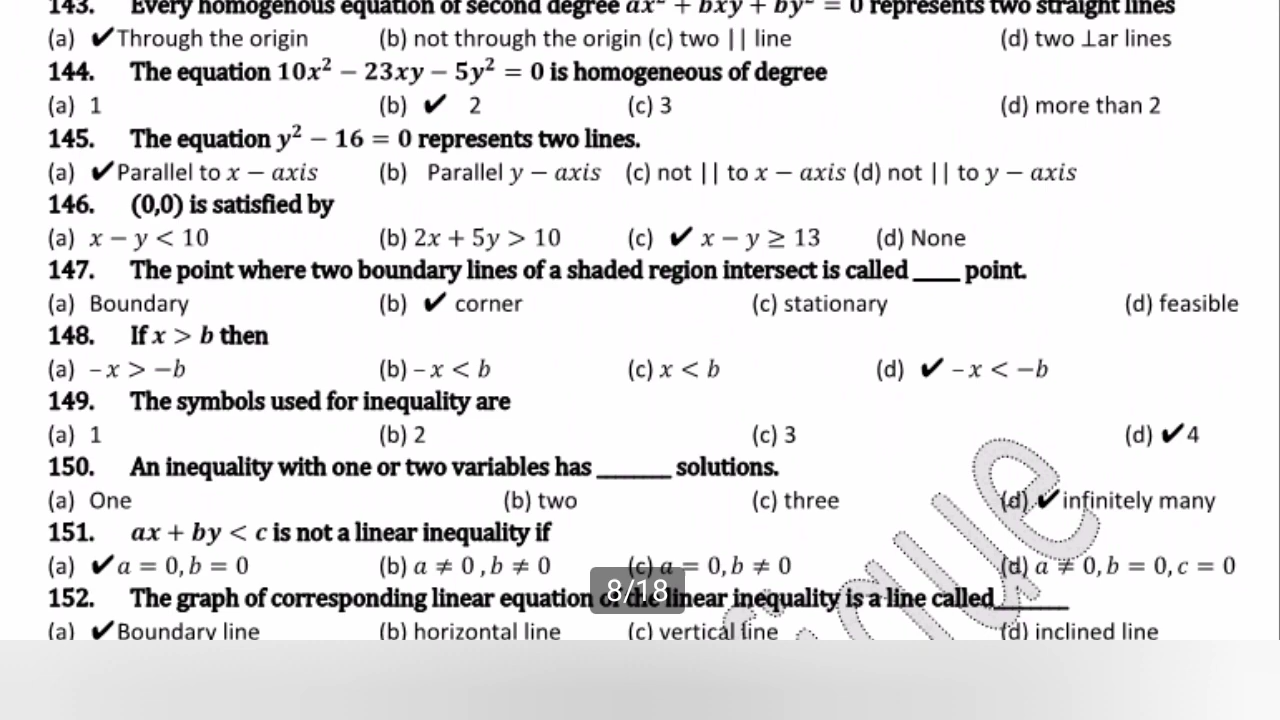 143. Every homogenous equation of second degree ax² + bxy + by² = 0 represents two straight lines
(a) ✔Through the origin (b) not through the origin (c) two || line (d) two ⊥ar lines
144. The equation 10x² − 23xy − 5y² = 0 is homogeneous of degree
(a) 1 (b) ✔ 2 (c) 3 (d) more than 2
145. The equation y² − 16 = 0 represents two lines.
(a) ✔Parallel to x − axis (b) Parallel y − axis (c) not || to x − axis (d) not || to y − axis
146. (0,0) is satisfied by
(a) x − y < 10 (b) 2x + 5y > 10 (c) ✔ x − y ≥ 13 (d) None
147. The point where two boundary lines of a shaded region intersect is called ____ point.
(a) Boundary (b) ✔ corner (c) stationary (d) feasible
148. If x > b then
(a) −x > −b (b) −x < b (c) x < b (d) ✔ −x < −b
149. The symbols used for inequality are
(a) 1 (b) 2 (c) 3 (d) ✔4
150. An inequality with one or two variables has ______ solutions.
(a) One (b) two (c) three (d) ✔infinitely many
151. ax + by < c is not a linear inequality if
(a) ✔a = 0, b = 0 (b) a ≠ 0, b ≠ 0 (c) a = 0, b ≠ 0 (d) a ≠ 0, b = 0, c = 0
152. The graph of corresponding linear equation of the linear inequality is a line called______
(a) ✔Boundary line (b) horizontal line (c) vertical line (d) inclined line
8/18